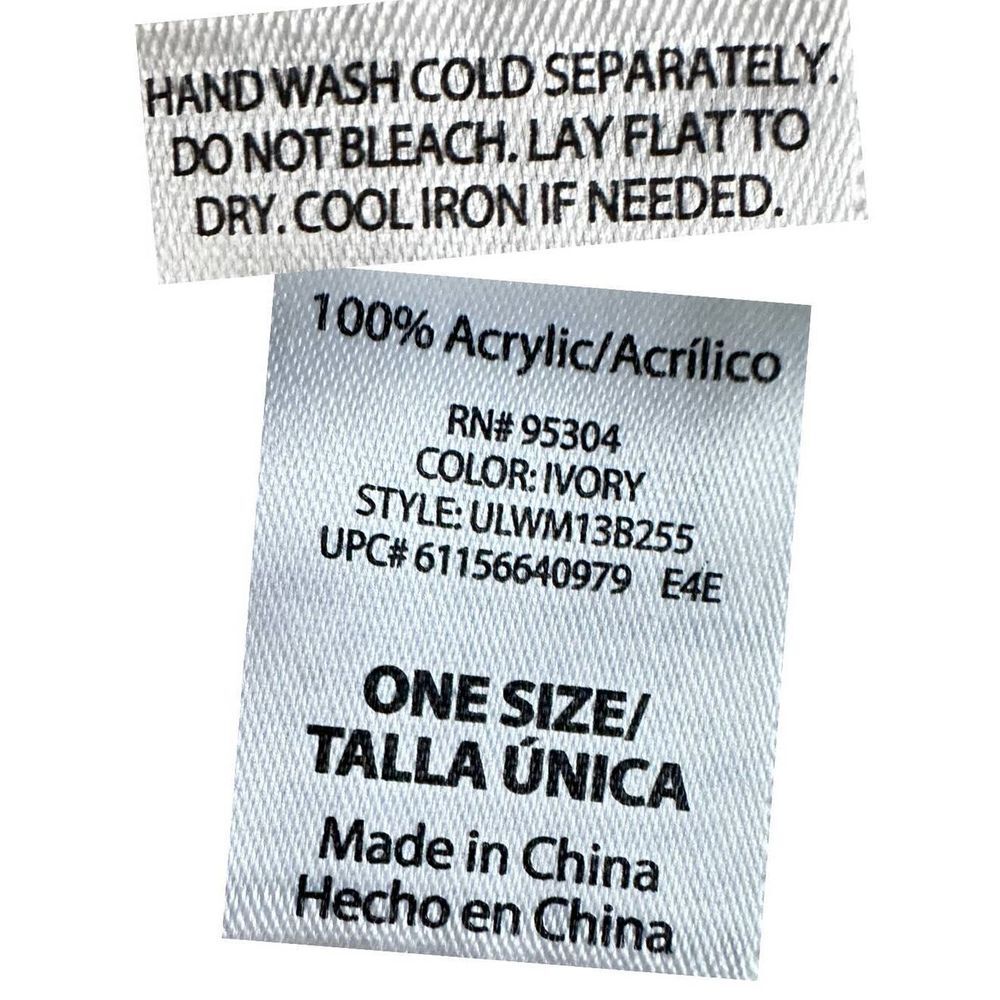 HAND WASH COLD SEPARATELY.
DO NOT BLEACH. LAY FLAT TO
DRY. COOL IRON IF NEEDED.
100% Acrylic/Acrílico
RN# 95304
COLOR: IVORY
STYLE: ULWM13B255
UPC# 61156640979 E4E
ONE SIZE/
TALLA ÚNICA
Made in China
Hecho en China